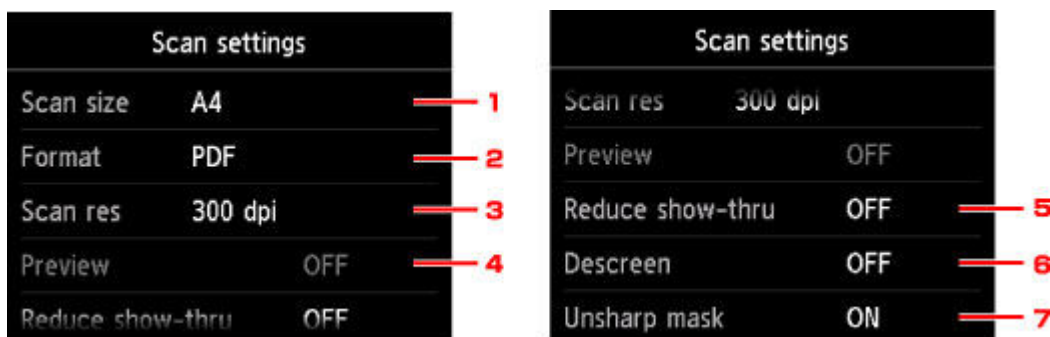 Scan settings
Scan size A4 1
Format PDF 2
Scan res 300 dpi 3
Preview OFF 4
Reduce show-thru OFF
Scan settings
Scan res 300 dpi
Preview OFF
Reduce show-thru OFF 5
Descreen OFF 6
Unsharp mask ON 7